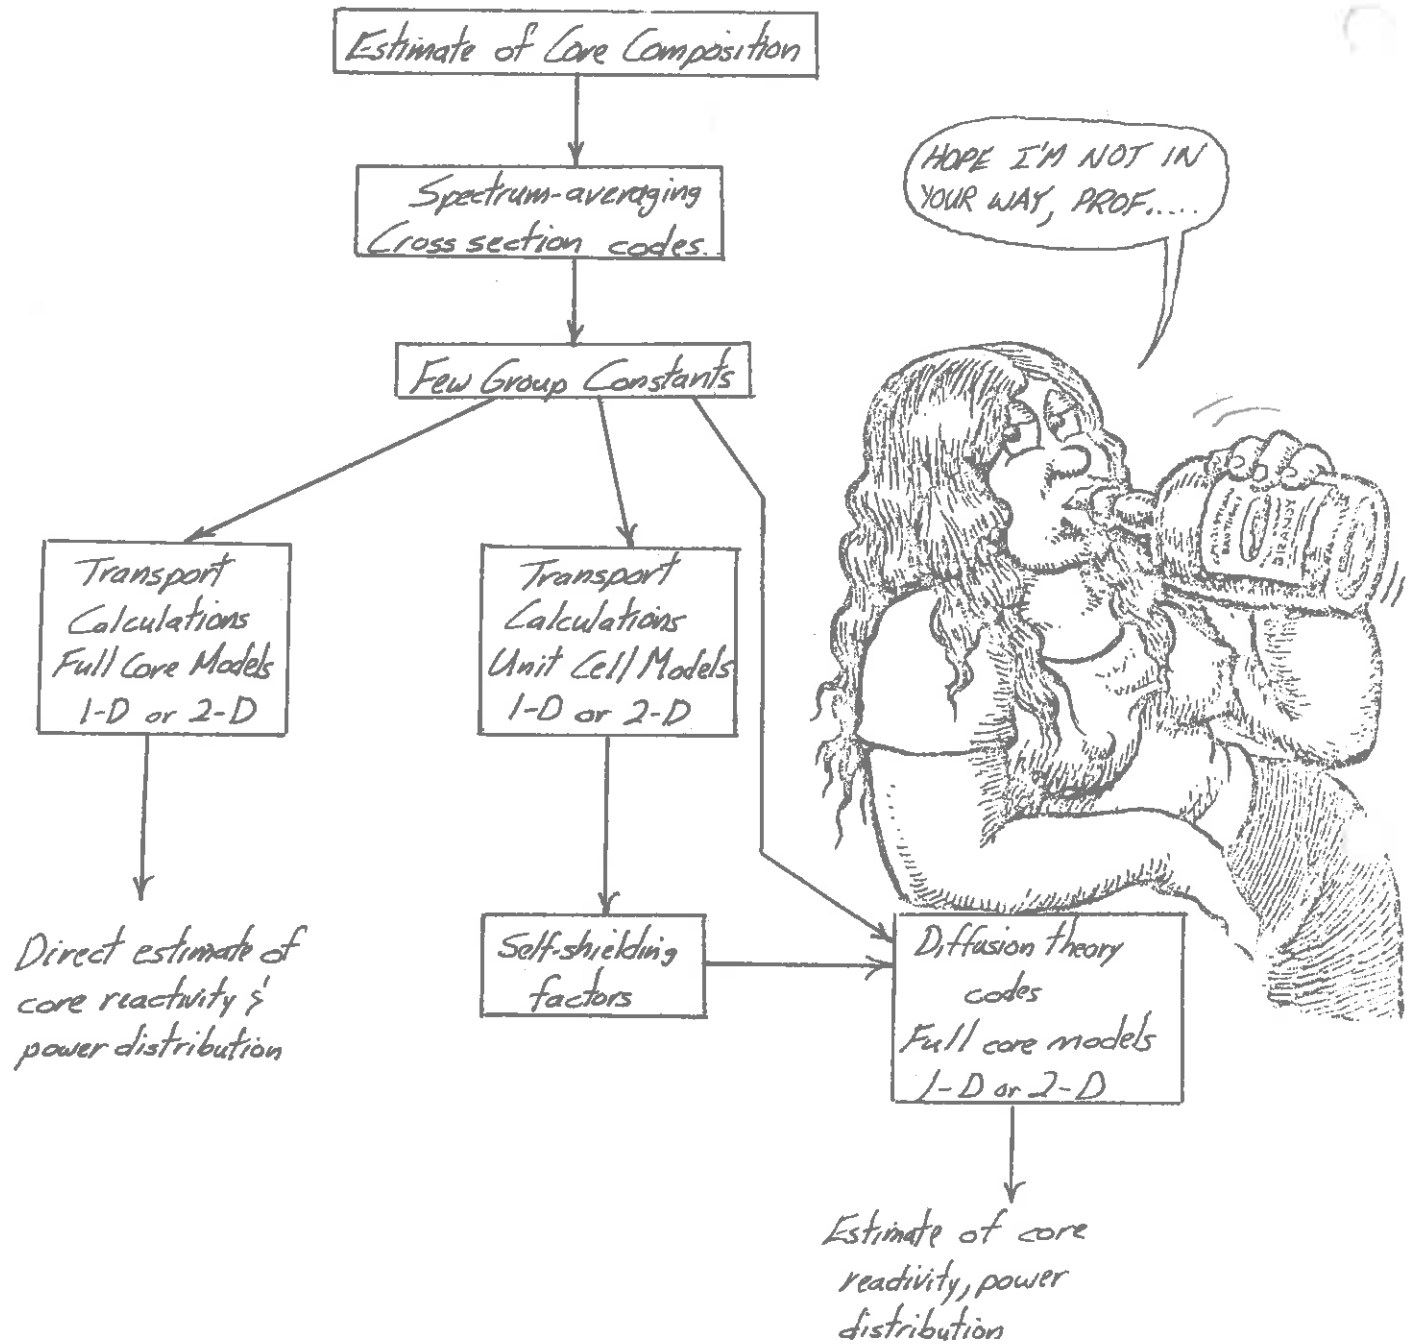 Estimate of Core Composition
Spectrum-averaging
Cross section codes.
Few Group Constants
HOPE I'M NOT IN
YOUR WAY, PROF.....
Transport
Calculations
Full Core Models
1-D or 2-D
Transport
Calculations
Unit Cell Models
1-D or 2-D
BRANDY
Direct estimate of
core reactivity &
power distribution
Self-shielding
factors
Diffusion theory
codes
Full core models
1-D or 2-D
Estimate of core
reactivity, power
distribution